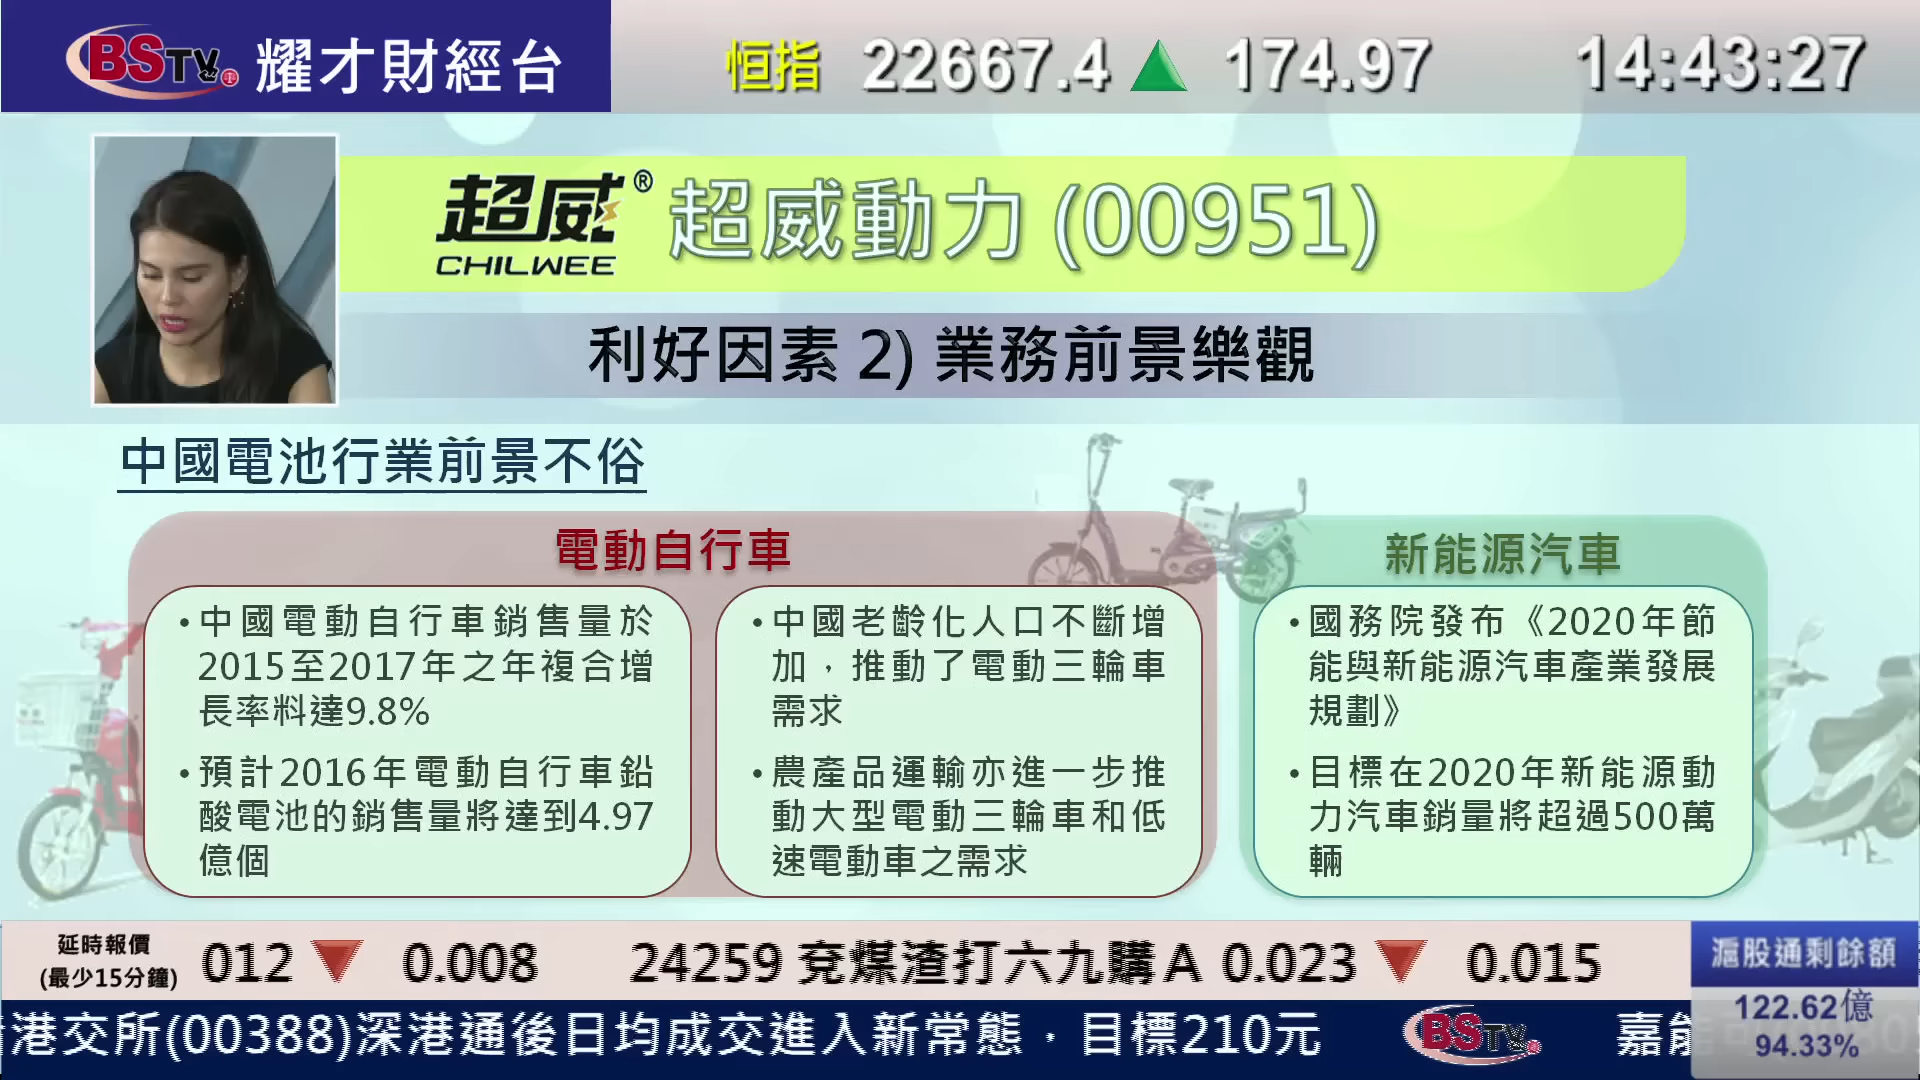 BSTV 耀才財經台
恒指 22667.4 ▲ 174.97
14:43:27
超威® CHILWEE
超威動力 (00951)
利好因素 2) 業務前景樂觀
中國電池行業前景不俗
電動自行車
•中國電動自行車銷售量於
2015至2017年之年複合增
長率料達9.8%
•預計2016年電動自行車鉛
酸電池的銷售量將達到4.97
億個
•中國老齡化人口不斷增
加，推動了電動三輪車
需求
•農產品運輸亦進一步推
動大型電動三輪車和低
速電動車之需求
新能源汽車
•國務院發布《2020年節
能與新能源汽車產業發展
規劃》
•目標在2020年新能源動
力汽車銷量將超過500萬
輛
延時報價
(最少15分鐘)
012 ▼ 0.008 24259 兗煤渣打六九購A 0.023 ▼ 0.015
滬股通剩餘額
122.62億
94.33%
港交所(00388)深港通後日均成交進入新常態，目標210元 BSTV 嘉能